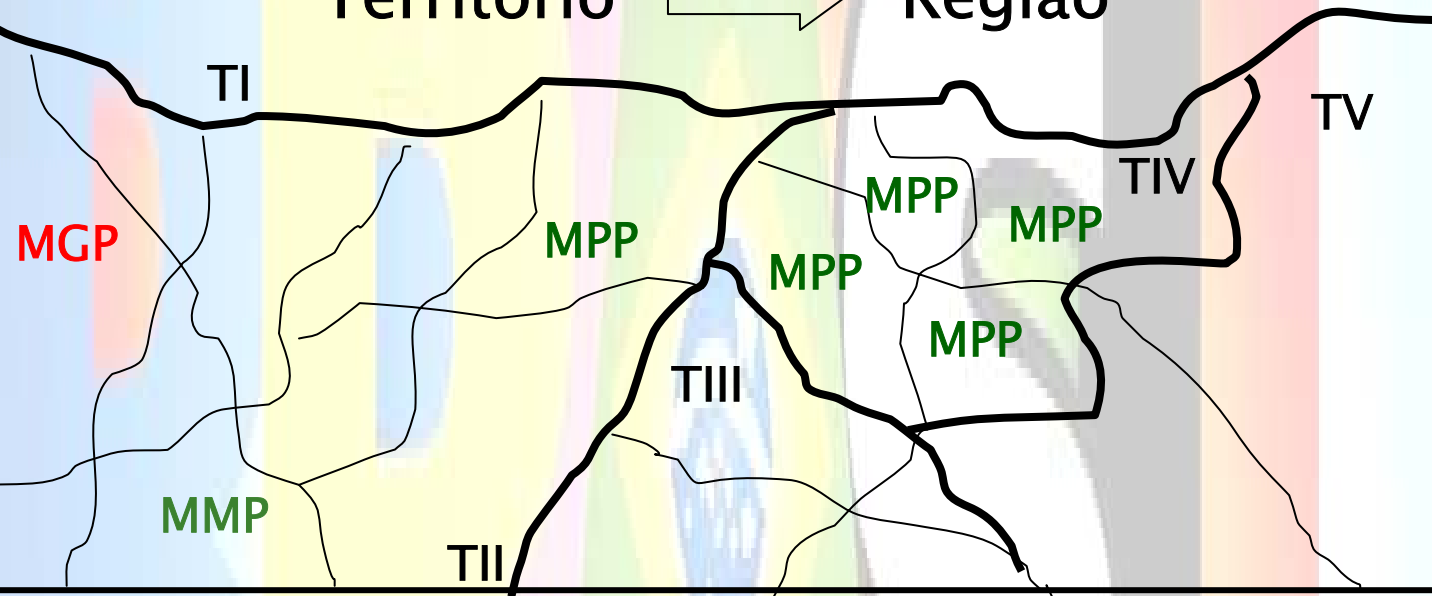 Território Região
TI
TV
TIV
MPP
MPP
MGP
MPP
MPP
MPP
TIII
MMP
TII